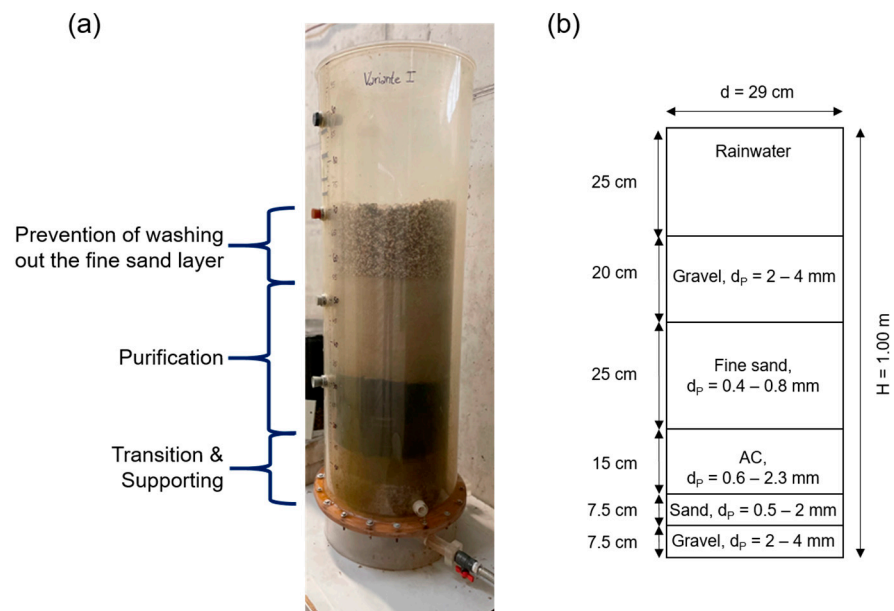 (a)
Variante I
Prevention of washing
out the fine sand layer
Purification
Transition &
Supporting
(b)
d = 29 cm
Rainwater
25 cm
20 cm
Gravel, dP = 2 – 4 mm
25 cm
Fine sand,
dP = 0.4 – 0.8 mm
H = 1.00 m
15 cm
AC,
dP = 0.6 – 2.3 mm
7.5 cm
Sand, dP = 0.5 – 2 mm
7.5 cm
Gravel, dP = 2 – 4 mm